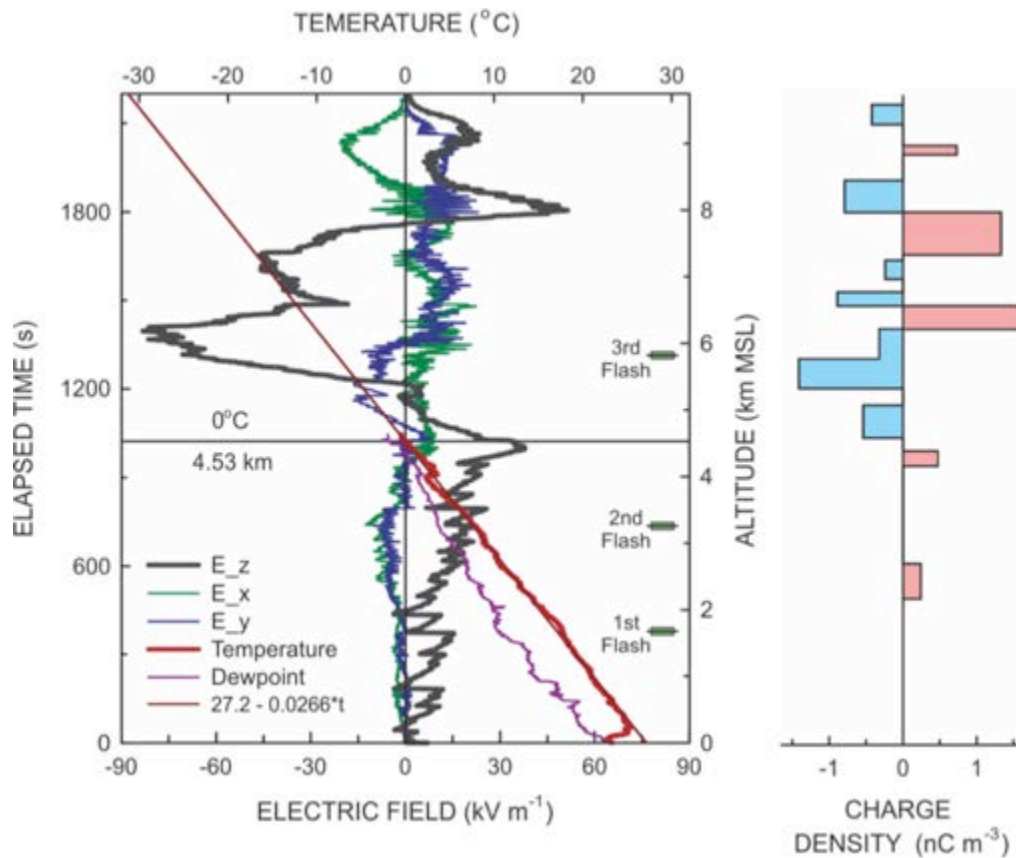 TEMERATURE (°C)
-30 -20 -10 0 10 20 30
1800
1200
600
0
ELAPSED TIME (s)
0°C
4.53 km
E_z
E_x
E_y
Temperature
Dewpoint
27.2 - 0.0266*t
3rd
Flash
2nd
Flash
1st
Flash
8
6
4
2
0
ALTITUDE (km MSL)
-90 -60 -30 0 30 60 90
ELECTRIC FIELD (kV m⁻¹)
-1 0 1
CHARGE
DENSITY (nC m⁻³)